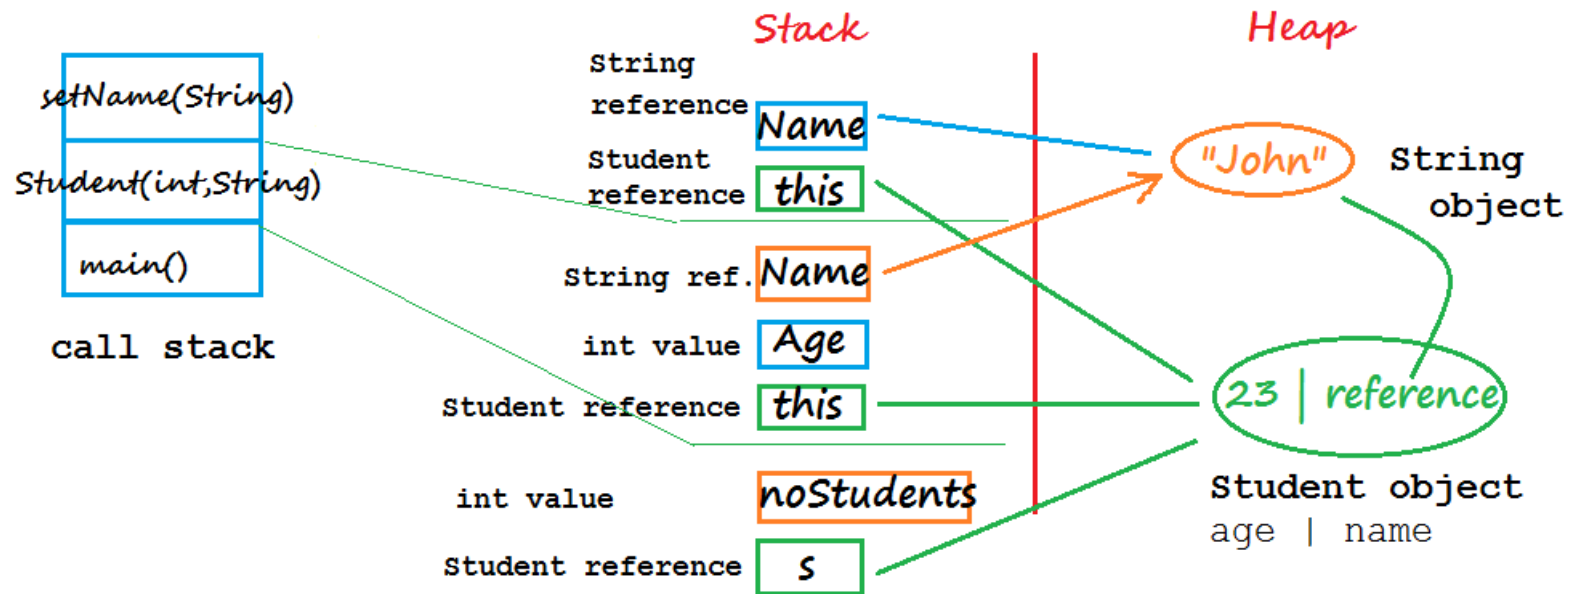 Stack
Heap
setName(String)
Student(int,String)
main()
call stack
String
reference
Name
Student
reference
this
String ref.
Name
int value
Age
Student reference
this
int value
noStudents
Student reference
s
"John"
String
object
23 | reference
Student object
age | name